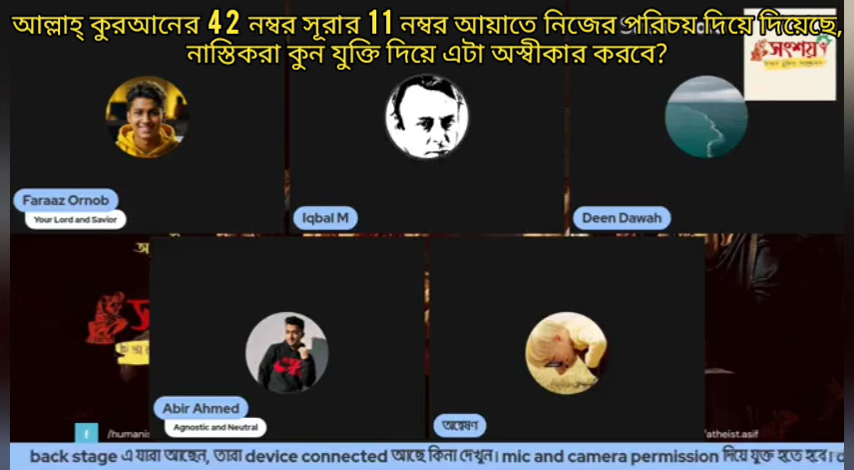 আল্লাহ্ কুরআনের 42 নম্বর সূরার 11 নম্বর আয়াতে নিজের পরিচয় দিয়ে দিয়েছে,
নাস্তিকরা কুন যুক্তি দিয়ে এটা অস্বীকার করবে?
সংশয়
Faraaz Ornob
Your Lord and Savior
Iqbal M
Deen Dawah
Abir Ahmed
Agnostic and Neutral
অন্বেষণ
f /humanis
/atheist.asif
back stage এ যারা আছেন, তারা device connected আছে কিনা দেখুন। mic and camera permission দিয়ে যুক্ত হতে হবে।